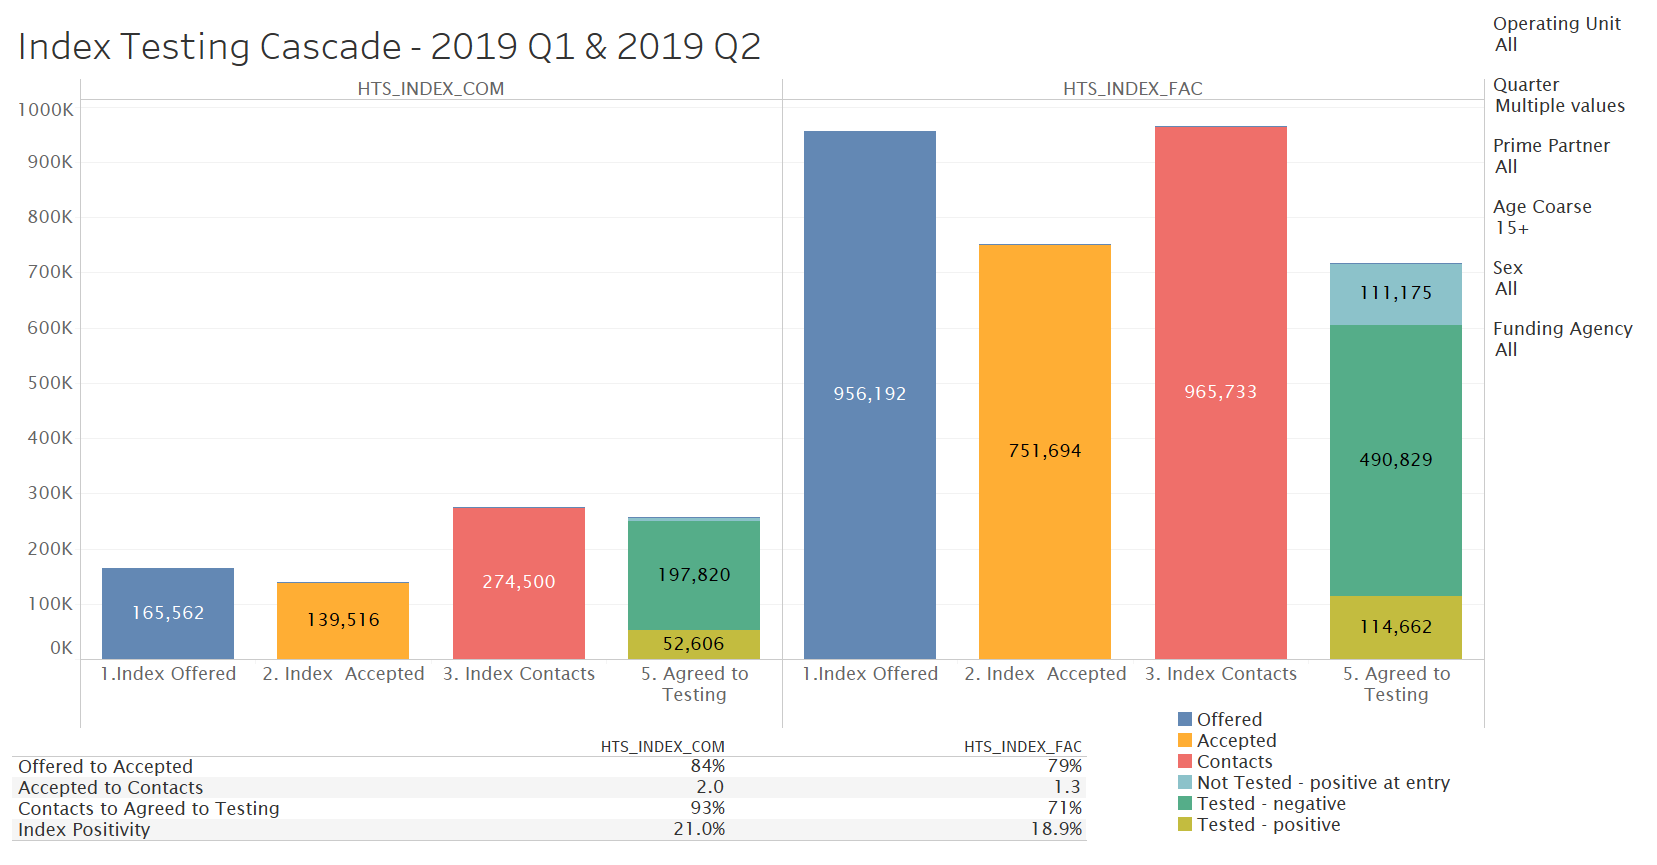 Index Testing Cascade - 2019 Q1 & 2019 Q2
HTS_INDEX_COM
HTS_INDEX_FAC
1000K
900K
800K
700K
600K
500K
400K
300K
200K
100K
0K
165,562
139,516
274,500
197,820
52,606
956,192
751,694
965,733
111,175
490,829
114,662
1.Index Offered
2. Index  Accepted
3. Index Contacts
5. Agreed to
Testing
1.Index Offered
2. Index  Accepted
3. Index Contacts
5. Agreed to
Testing
Operating Unit
All
Quarter
Multiple values
Prime Partner
All
Age Coarse
15+
Sex
All
Funding Agency
All
Offered
Accepted
Contacts
Not Tested - positive at entry
Tested - negative
Tested - positive
HTS_INDEX_COM HTS_INDEX_FAC
Offered to Accepted 84% 79%
Accepted to Contacts 2.0 1.3
Contacts to Agreed to Testing 93% 71%
Index Positivity 21.0% 18.9%